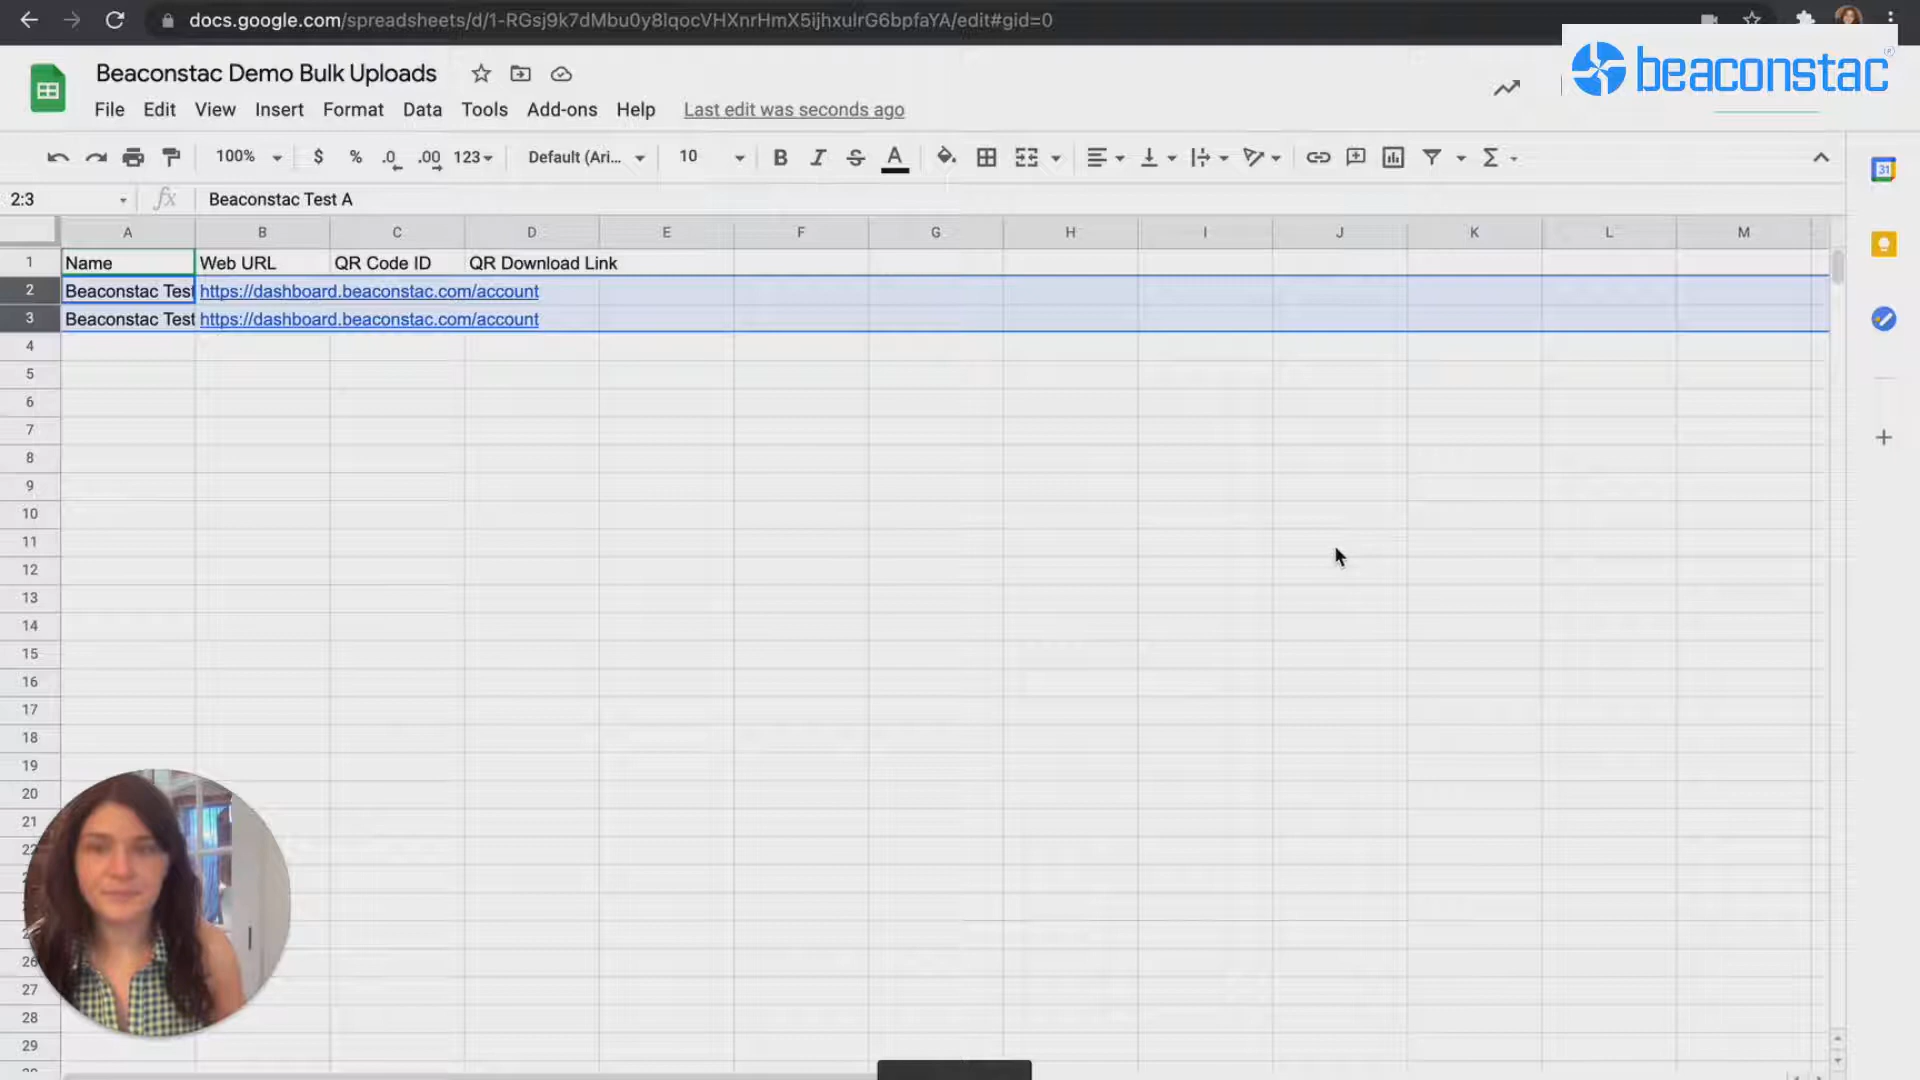 docs.google.com/spreadsheets/d/1-RGsj9k7dMbu0y8lqocVHXnrHmX5ijhxulrG6bpfaYA/edit#gid=0
beaconstac®
Beaconstac Demo Bulk Uploads
File Edit View Insert Format Data Tools Add-ons Help Last edit was seconds ago
100% $ % .0 .00 123 Default (Ari... 10 B I S A Σ 31
2:3 fx Beaconstac Test A
A B C D E F G H I J K L M
1 Name Web URL QR Code ID QR Download Link
2 Beaconstac Test https://dashboard.beaconstac.com/account
3 Beaconstac Test https://dashboard.beaconstac.com/account
4
5
6
7
8
9
10
11
12
13
14
15
16
17
18
19
20
21
22
26
27
28
29